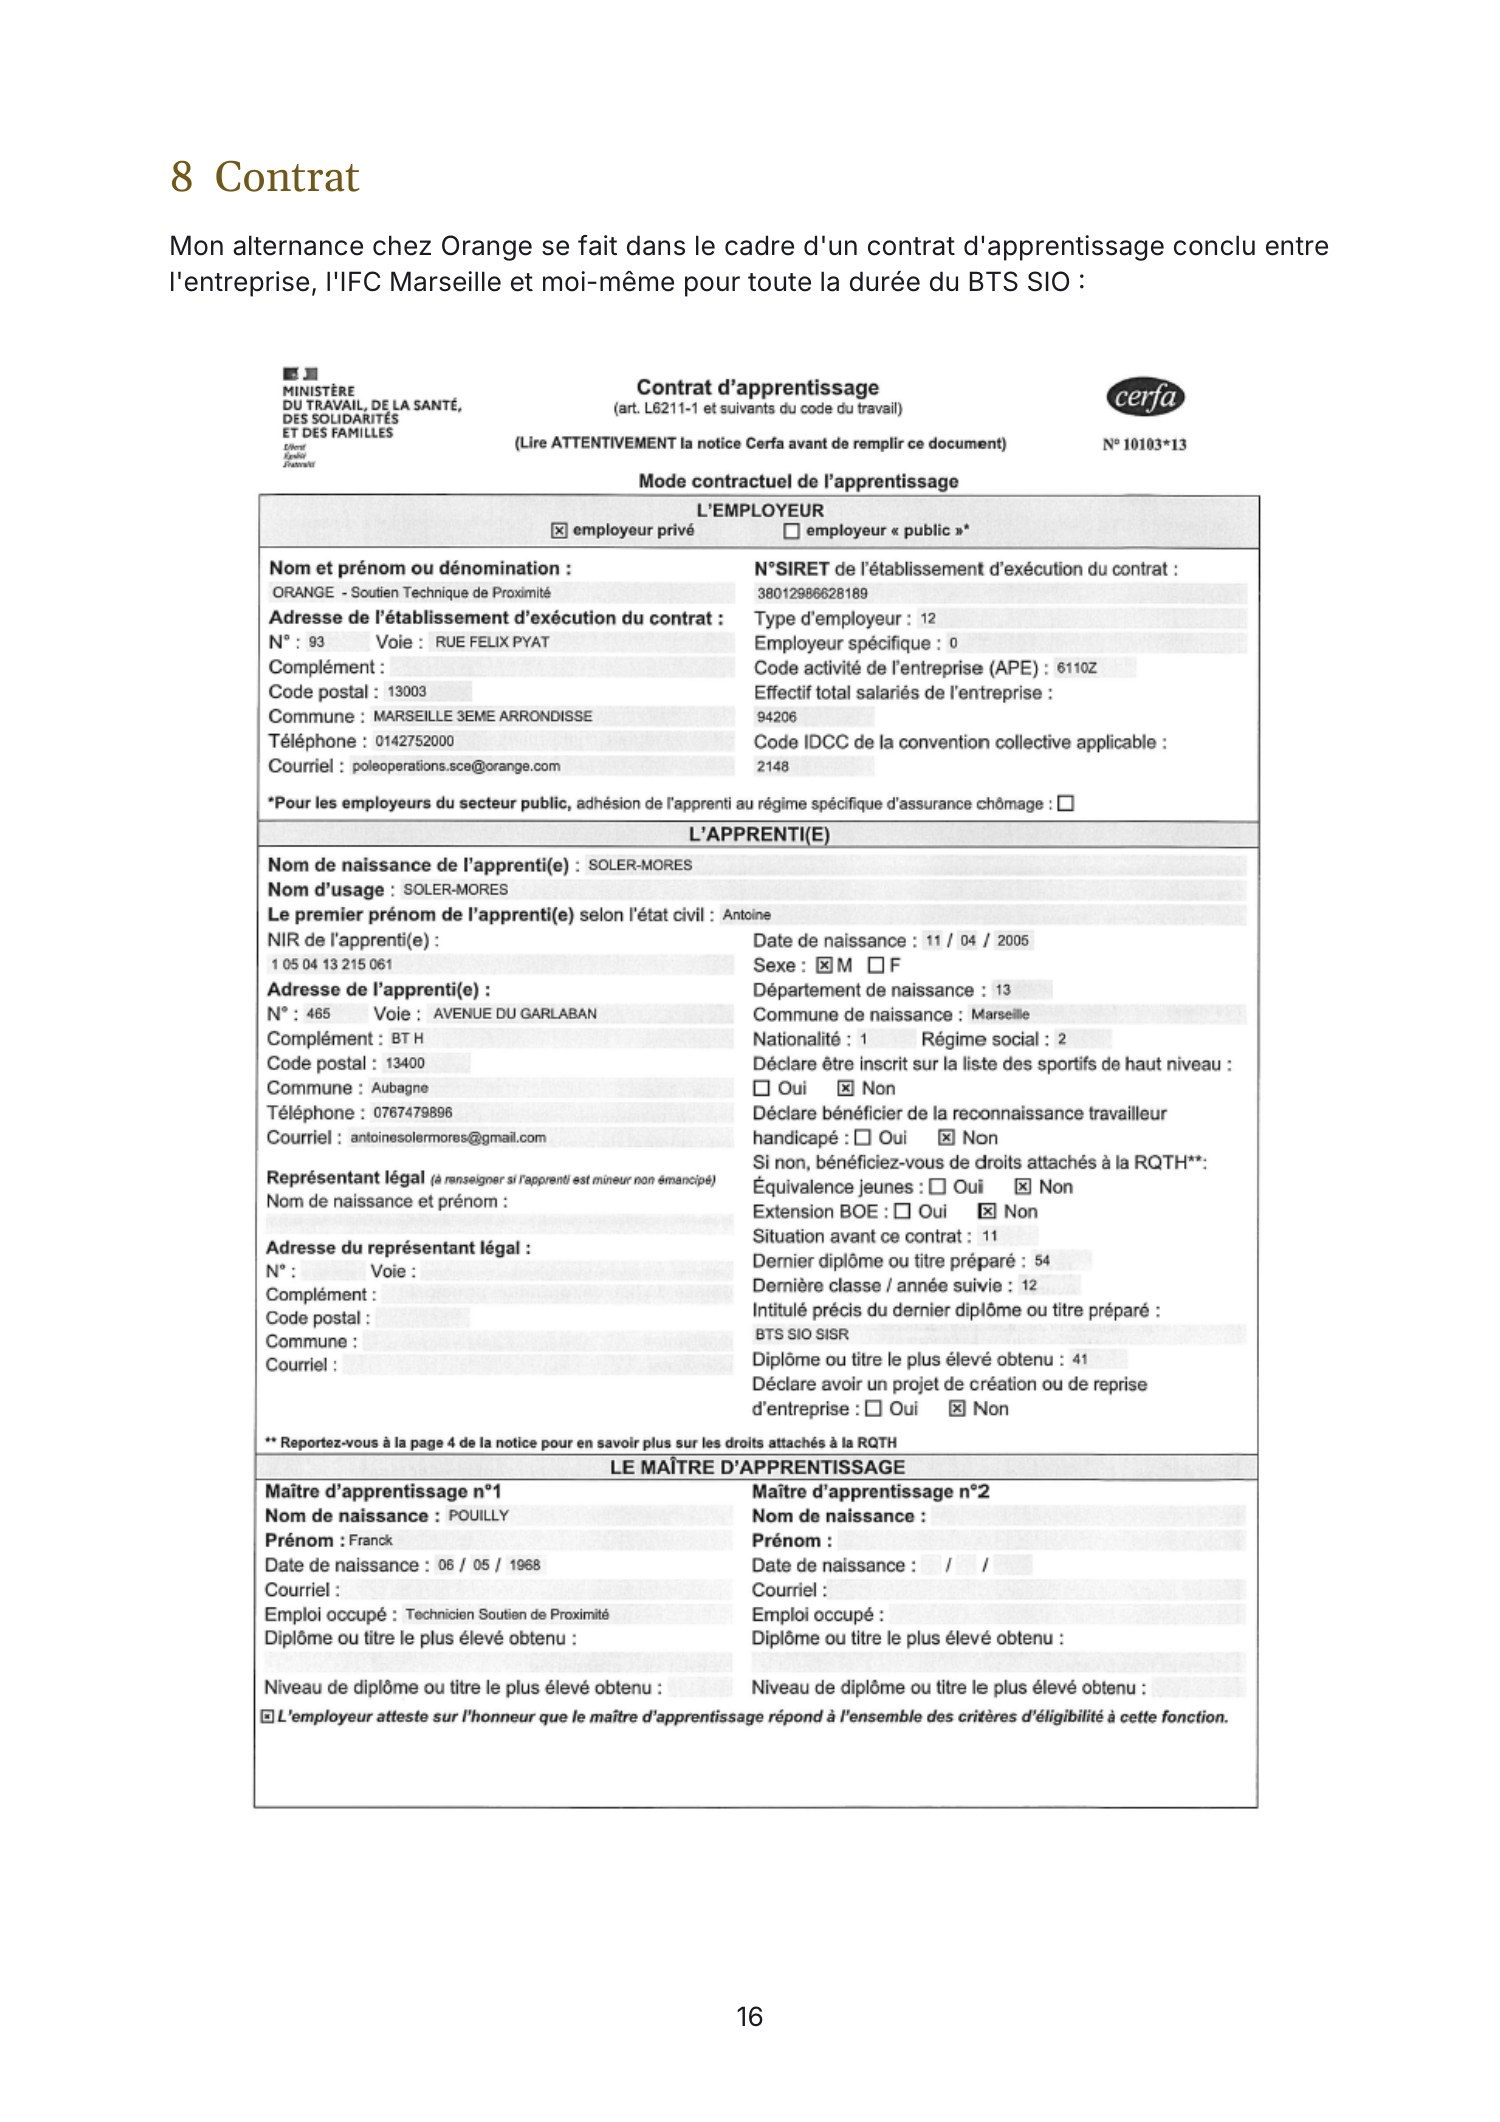 8 Contrat
Mon alternance chez Orange se fait dans le cadre d'un contrat d'apprentissage conclu entre
l'entreprise, l'IFC Marseille et moi-même pour toute la durée du BTS SIO :
MINISTÈRE
DU TRAVAIL, DE LA SANTÉ,
DES SOLIDARITÉS
ET DES FAMILLES
Liberté
Égalité
Fraternité
Contrat d'apprentissage
(art. L6211-1 et suivants du code du travail)
(Lire ATTENTIVEMENT la notice Cerfa avant de remplir ce document)
cerfa
N° 10103*13
Mode contractuel de l'apprentissage
L'EMPLOYEUR
☒ employeur privé ☐ employeur « public »*
Nom et prénom ou dénomination :
ORANGE - Soutien Technique de Proximité
Adresse de l'établissement d'exécution du contrat :
N° : 93 Voie : RUE FELIX PYAT
Complément :
Code postal : 13003
Commune : MARSEILLE 3EME ARRONDISSE
Téléphone : 0142752000
Courriel : poleoperations.sce@orange.com
N°SIRET de l'établissement d'exécution du contrat :
38012986628189
Type d'employeur : 12
Employeur spécifique : 0
Code activité de l'entreprise (APE) : 6110Z
Effectif total salariés de l'entreprise :
94206
Code IDCC de la convention collective applicable :
2148
*Pour les employeurs du secteur public, adhésion de l'apprenti au régime spécifique d'assurance chômage : ☐
L'APPRENTI(E)
Nom de naissance de l'apprenti(e) : SOLER-MORES
Nom d'usage : SOLER-MORES
Le premier prénom de l'apprenti(e) selon l'état civil : Antoine
NIR de l'apprenti(e) :
1 05 04 13 215 061
Adresse de l'apprenti(e) :
N° : 465 Voie : AVENUE DU GARLABAN
Complément : BT H
Code postal : 13400
Commune : Aubagne
Téléphone : 0767479896
Courriel : antoinesolermores@gmail.com
Représentant légal (à renseigner si l'apprenti est mineur non émancipé)
Nom de naissance et prénom :
Adresse du représentant légal :
N° : Voie :
Complément :
Code postal :
Commune :
Courriel :
Date de naissance : 11 / 04 / 2005
Sexe : ☒ M ☐ F
Département de naissance : 13
Commune de naissance : Marseille
Nationalité : 1 Régime social : 2
Déclare être inscrit sur la liste des sportifs de haut niveau :
☐ Oui ☒ Non
Déclare bénéficier de la reconnaissance travailleur
handicapé : ☐ Oui ☒ Non
Si non, bénéficiez-vous de droits attachés à la RQTH**:
Équivalence jeunes : ☐ Oui ☒ Non
Extension BOE : ☐ Oui ☒ Non
Situation avant ce contrat : 11
Dernier diplôme ou titre préparé : 54
Dernière classe / année suivie : 12
Intitulé précis du dernier diplôme ou titre préparé :
BTS SIO SISR
Diplôme ou titre le plus élevé obtenu : 41
Déclare avoir un projet de création ou de reprise
d'entreprise : ☐ Oui ☒ Non
** Reportez-vous à la page 4 de la notice pour en savoir plus sur les droits attachés à la RQTH
LE MAÎTRE D'APPRENTISSAGE
Maître d'apprentissage n°1
Nom de naissance : POUILLY
Prénom : Franck
Date de naissance : 06 / 05 / 1968
Courriel :
Emploi occupé : Technicien Soutien de Proximité
Diplôme ou titre le plus élevé obtenu :
Niveau de diplôme ou titre le plus élevé obtenu :
Maître d'apprentissage n°2
Nom de naissance :
Prénom :
Date de naissance : / /
Courriel :
Emploi occupé :
Diplôme ou titre le plus élevé obtenu :
Niveau de diplôme ou titre le plus élevé obtenu :
☒ L'employeur atteste sur l'honneur que le maître d'apprentissage répond à l'ensemble des critères d'éligibilité à cette fonction.
16